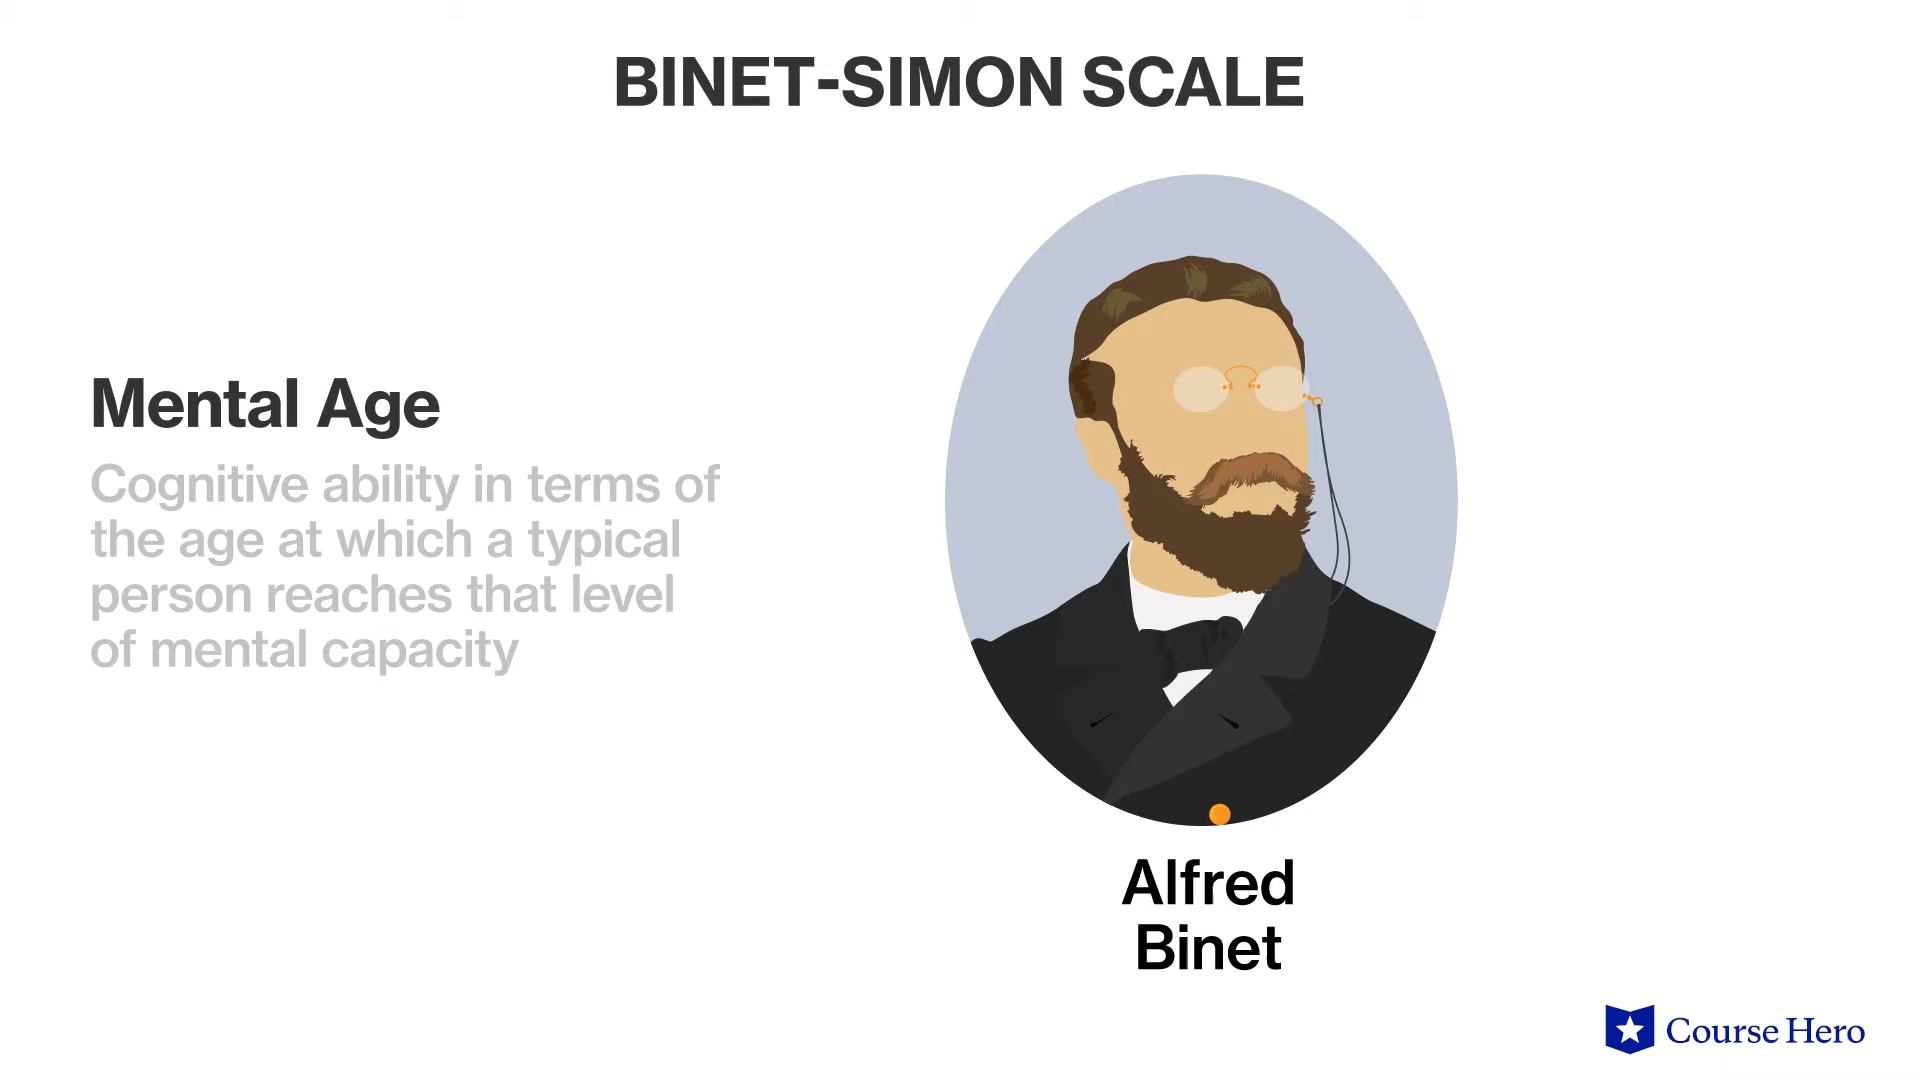 BINET-SIMON SCALE
Mental Age
Cognitive ability in terms of
the age at which a typical
person reaches that level
of mental capacity
Alfred
Binet
Course Hero